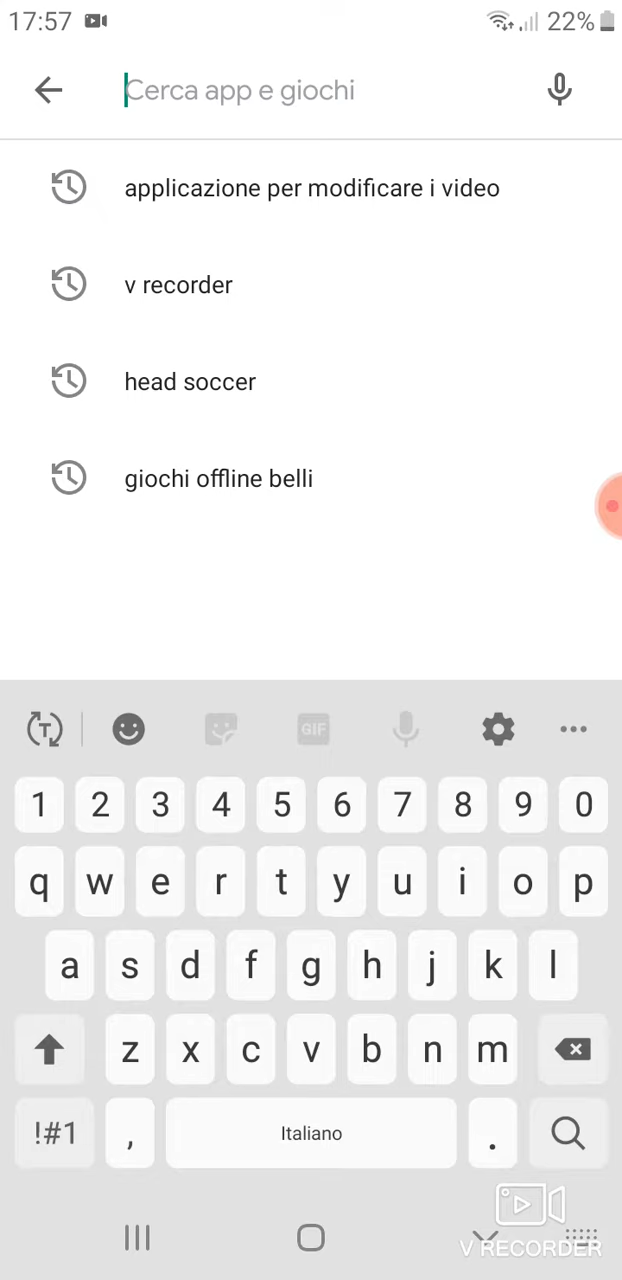 17:57 22%
Cerca app e giochi
applicazione per modificare i video
v recorder
head soccer
giochi offline belli
T GIF
1 2 3 4 5 6 7 8 9 0
q w e r t y u i o p
a s d f g h j k l
z x c v b n m
!#1 , Italiano .
V RECORDER